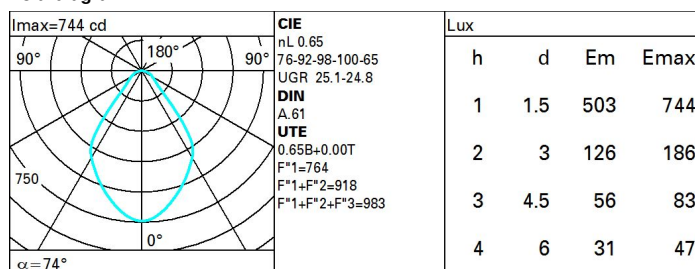 Imax=744 cd
90° 180° 90°
750
0°
α=74°
CIE
nL 0.65
76-92-98-100-65
UGR 25.1-24.8
DIN
A.61
UTE
0.65B+0.00T
F"1=764
F"1+F"2=918
F"1+F"2+F"3=983
Lux
h d Em Emax
1 1.5 503 744
2 3 126 186
3 4.5 56 83
4 6 31 47